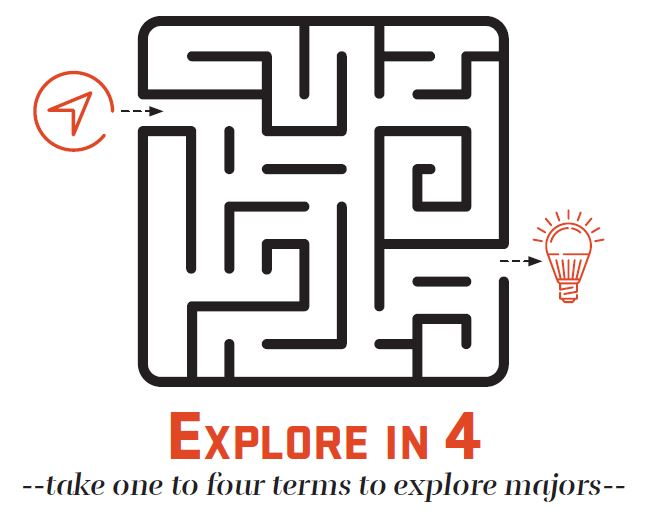 Explore in 4
--take one to four terms to explore majors--